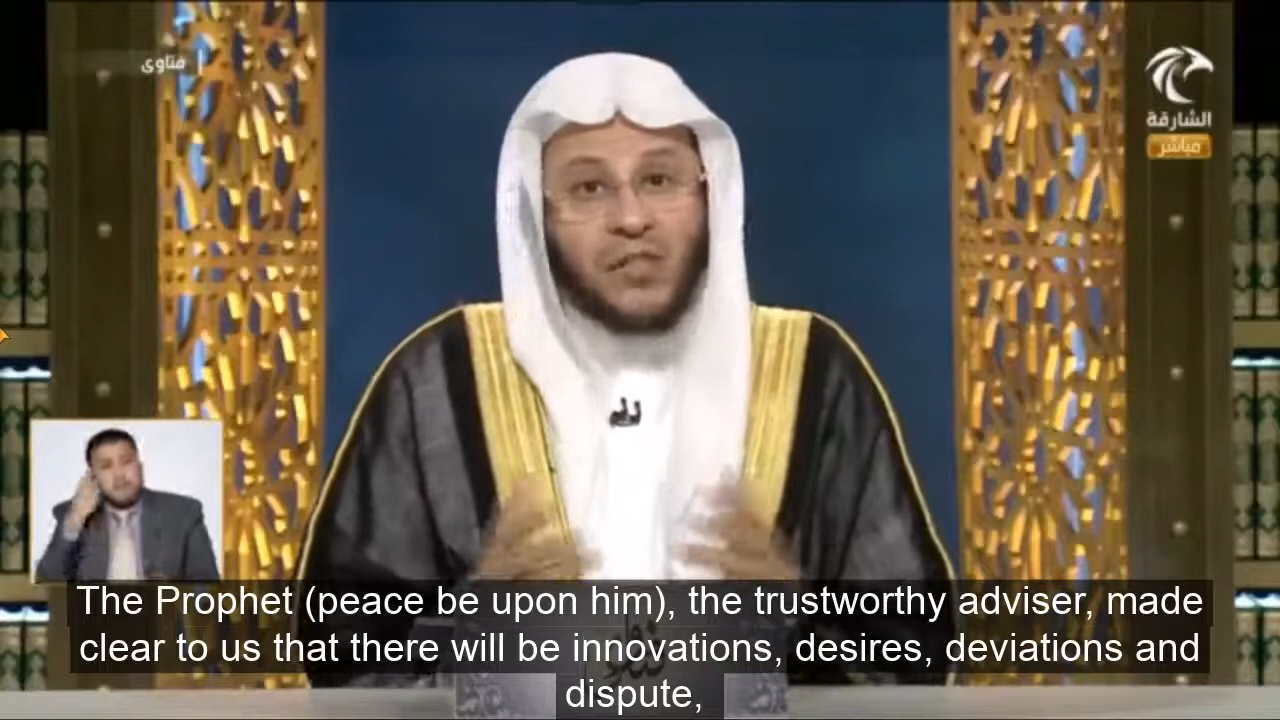 فتاوى
الشارقة
مباشر
The Prophet (peace be upon him), the trustworthy adviser, made
clear to us that there will be innovations, desires, deviations and
dispute,